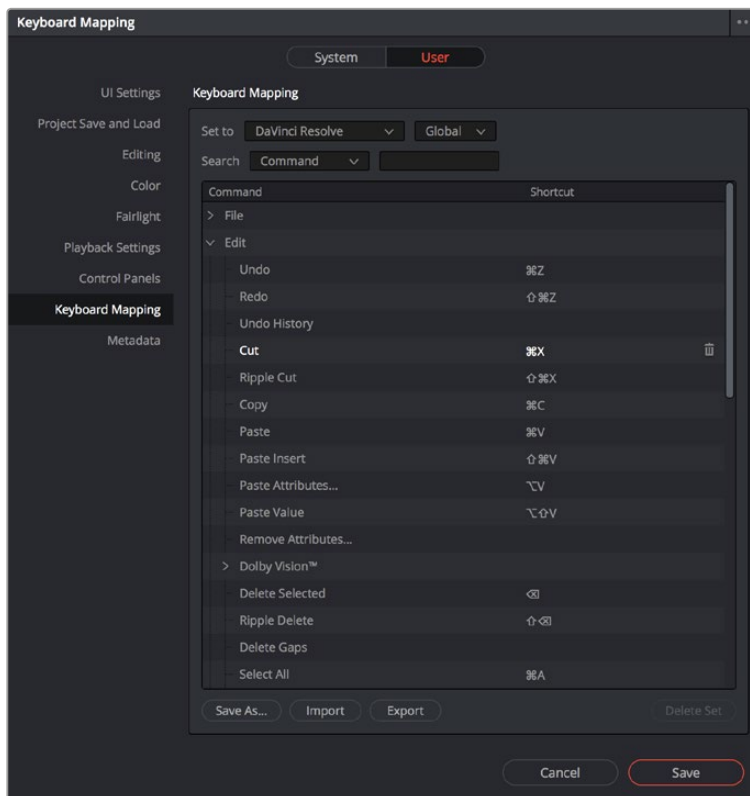 Keyboard Mapping
System User
UI Settings
Project Save and Load
Editing
Color
Fairlight
Playback Settings
Control Panels
Keyboard Mapping
Metadata
Keyboard Mapping
Set to DaVinci Resolve Global
Search Command
Command Shortcut
File
Edit
Undo ⌘Z
Redo ⇧⌘Z
Undo History
Cut ⌘X
Ripple Cut ⇧⌘X
Copy ⌘C
Paste ⌘V
Paste Insert ⇧⌘V
Paste Attributes... ⌥V
Paste Value ⌥⇧V
Remove Attributes...
Dolby Vision™
Delete Selected ⌫
Ripple Delete ⇧⌫
Delete Gaps
Select All ⌘A
Save As... Import Export Delete Set
Cancel Save